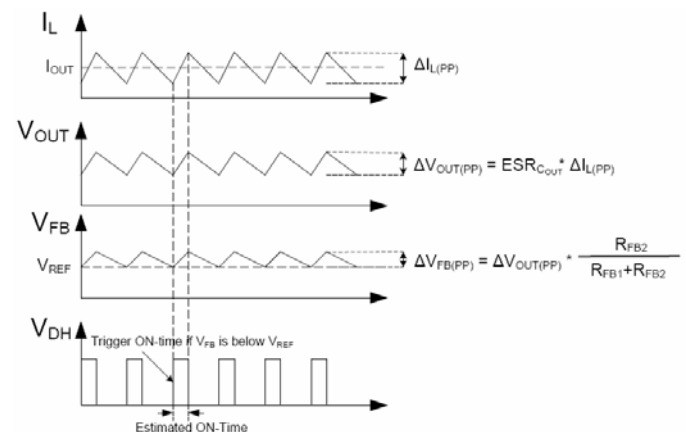 IL
IOUT
ΔIL(PP)
VOUT
ΔVOUT(PP) = ESRCOUT* ΔIL(PP)
VFB
VREF
ΔVFB(PP) = ΔVOUT(PP) * RFB2
RFB1+RFB2
VDH
Trigger ON-time if VFB is below VREF
Estimated ON-Time